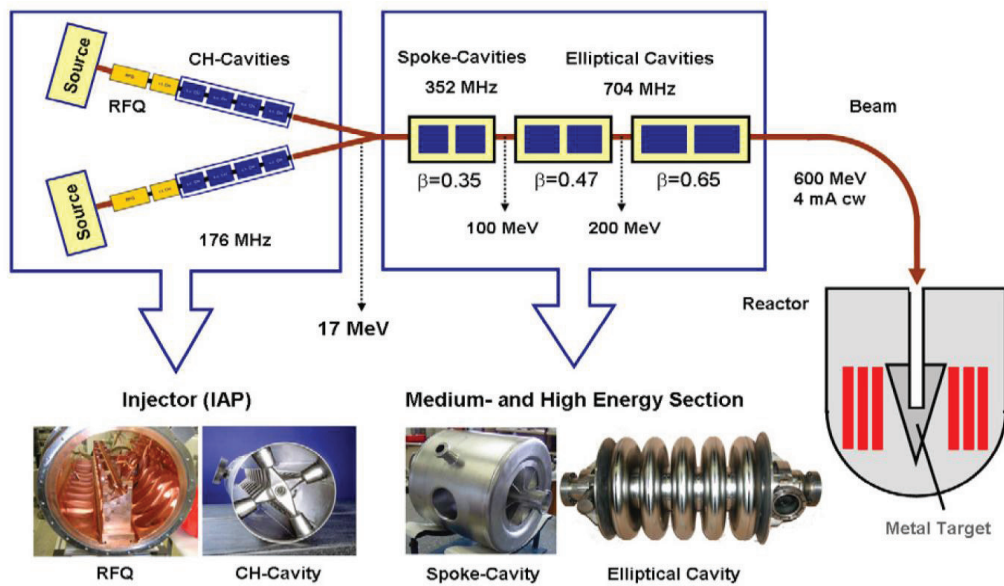 Source
RFQ
CH-Cavities
Source
176 MHz
17 MeV
Spoke-Cavities
352 MHz
Elliptical Cavities
704 MHz
β=0.35
β=0.47
β=0.65
100 MeV
200 MeV
Beam
600 MeV
4 mA cw
Reactor
Metal Target
Injector (IAP)
RFQ
CH-Cavity
Medium- and High Energy Section
Spoke-Cavity
Elliptical Cavity